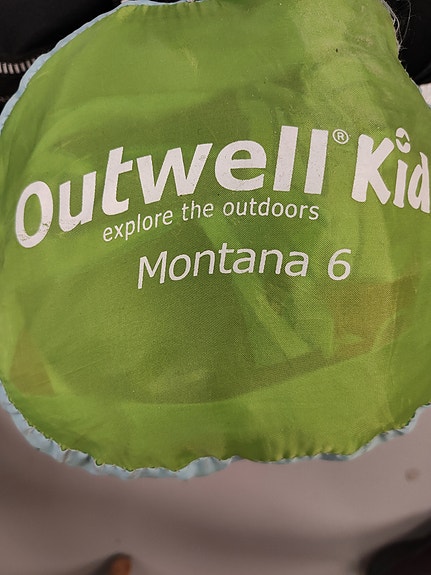 Outwell® Kid
explore the outdoors
Montana 6